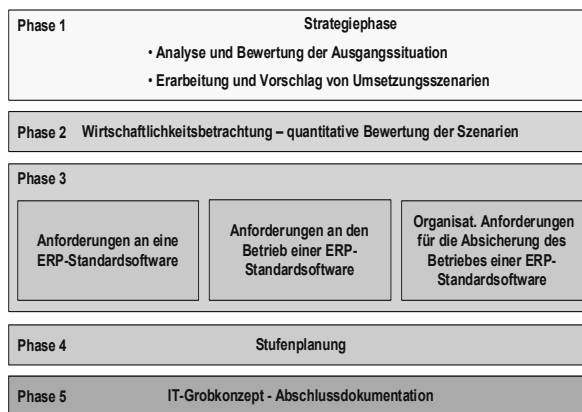 Phase 1 Strategiephase
• Analyse und Bewertung der Ausgangssituation
• Erarbeitung und Vorschlag von Umsetzungsszenarien
Phase 2 Wirtschaftlichkeitsbetrachtung – quantitative Bewertung der Szenarien
Phase 3
Anforderungen an eine
ERP-Standardsoftware
Anforderungen an den
Betrieb einer ERP-
Standardsoftware
Organisat. Anforderungen
für die Absicherung des
Betriebes einer ERP-
Standardsoftware
Phase 4 Stufenplanung
Phase 5 IT-Grobkonzept - Abschlussdokumentation